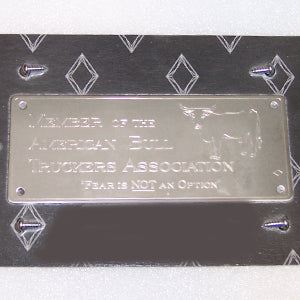 Member of the
American Bull
Truckers Association
"Fear is NOT an Option"